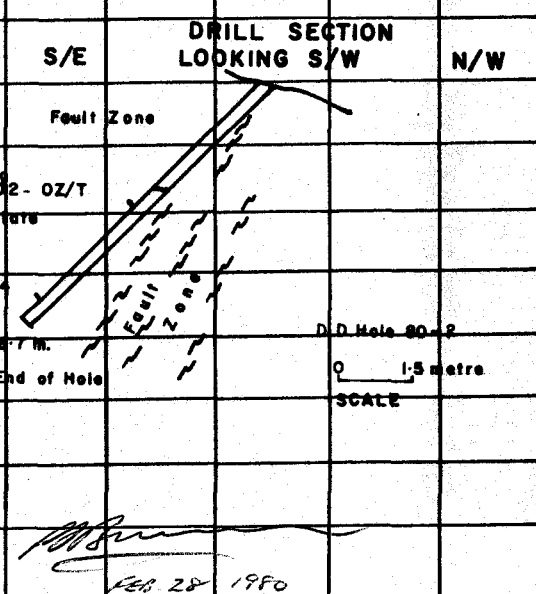 DRILL SECTION
S/E LOOKING S/W N/W
Fault Zone
2- OZ/T
Fault Zone
D D Hole 80-2
.7 m.
0 1.5 metre
End of Hole
SCALE
FEB 28 1980